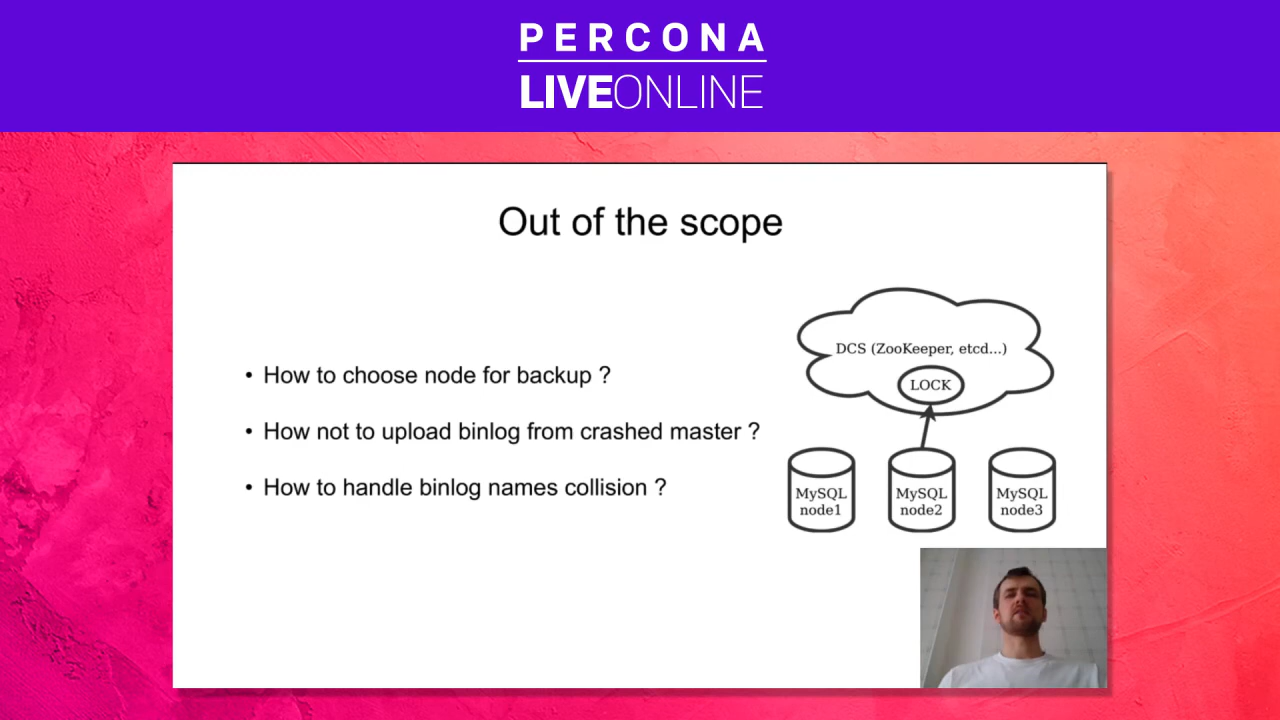 PERCONA
LIVEONLINE
Out of the scope
• How to choose node for backup ?
• How not to upload binlog from crashed master ?
• How to handle binlog names collision ?
DCS (ZooKeeper, etcd...)
LOCK
MySQL
node1
MySQL
node2
MySQL
node3